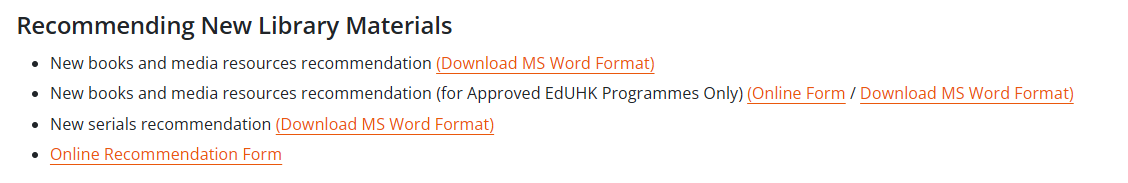 Recommending New Library Materials
New books and media resources recommendation (Download MS Word Format)
New books and media resources recommendation (for Approved EdUHK Programmes Only) (Online Form / Download MS Word Format)
New serials recommendation (Download MS Word Format)
Online Recommendation Form